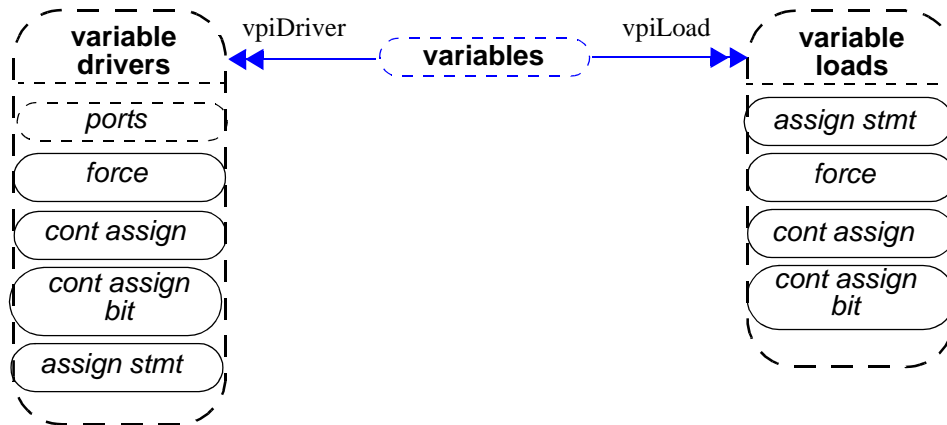 variable
drivers
ports
force
cont assign
cont assign
bit
assign stmt
vpiDriver
variables
vpiLoad
variable
loads
assign stmt
force
cont assign
cont assign
bit